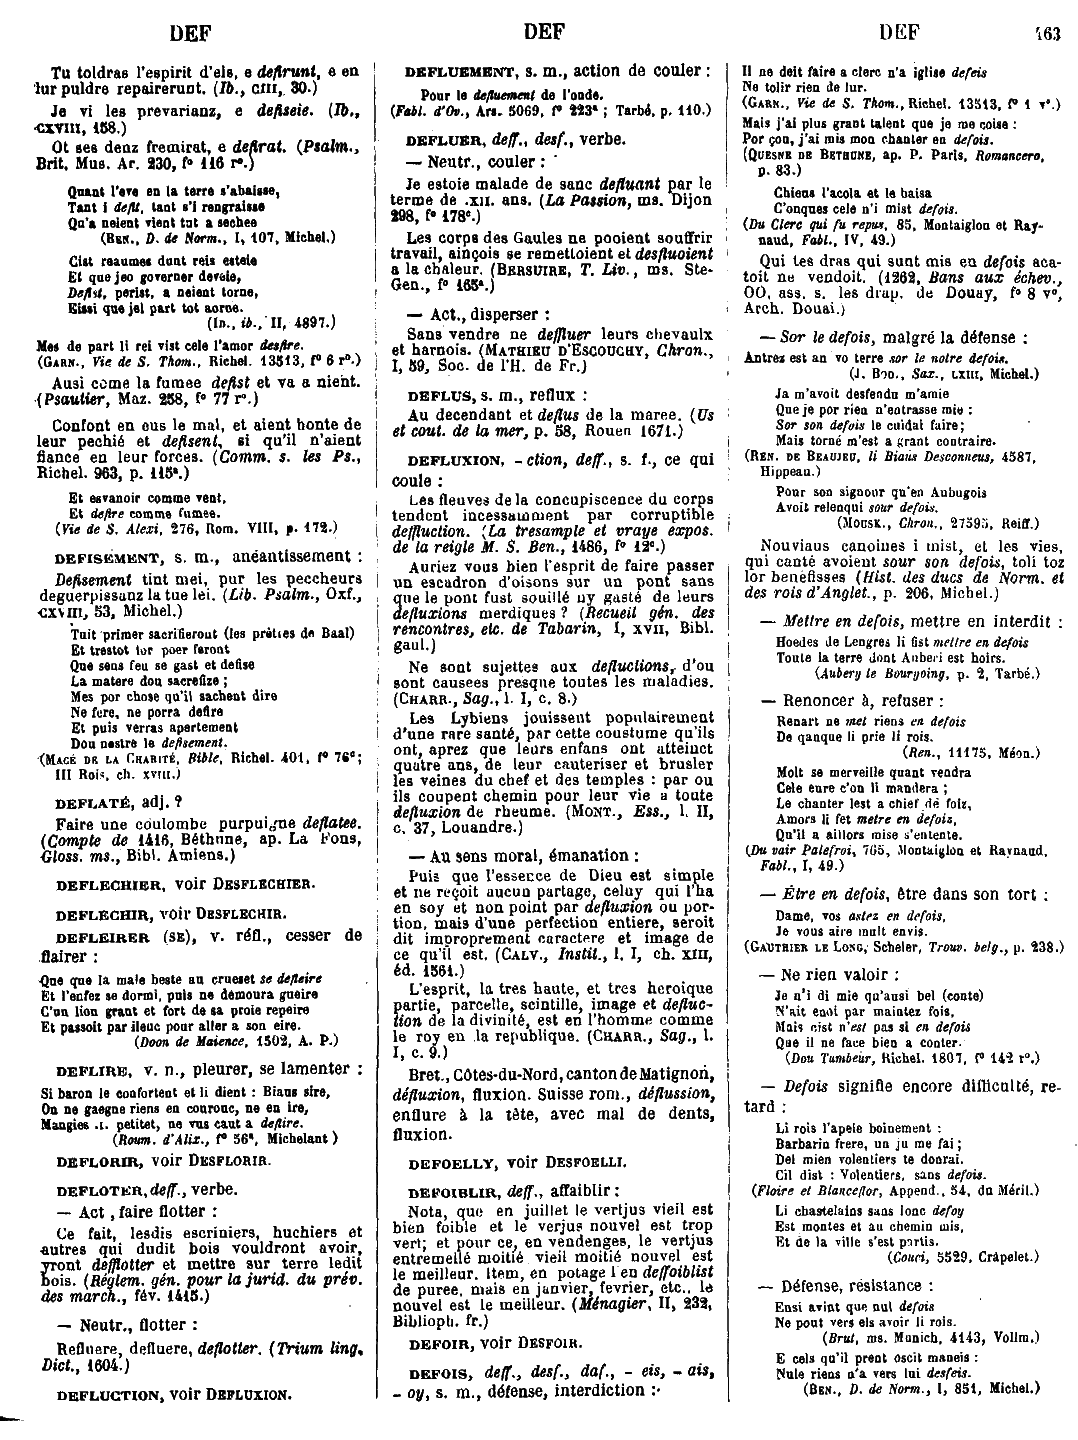 DEF
DEF
DEF
463
Tu toldras l'espirit d'els, e defirunt, e en
lur puldre repairerunt. (Ib., CIII, 30.)
Je vi les prevarianz, e defiseie. (Ib.,
CXVIII, 158.)
Ot ses denz fremirat, e defirat. (Psalm.,
Brit. Mus. Ar. 230, f° 116 r°.)
Quant l'eve en la terre s'abaisse,
Tant i defit, tant s'i rengraisse
Qu'a neient vient tut a sechee
(BEN., D. de Norm., I, 107, Michel.)
Cist reaumes dunt reis esteie
Et que jeo governer deveie,
Defist, perist, a neient torne,
Eissi que jel part tot aorne.
(ID., ib., II, 4897.)
Mes de part li rei vist cele l'amor desfire.
(GARN., Vie de S. Thom., Richel. 13513, f° 6 r°.)
Ausi come la fumee defist et va a nient.
(Psautier, Maz. 258, f° 77 r°.)
Confont en ous le mal, et aient honte de
leur pechié et defisent, si qu'il n'aient
fiance en leur forces. (Comm. s. les Ps.,
Richel. 963, p. 115ª.)
Et esvanoir comme vent,
Et defire comme fumee.
(Vie de S. Alexi, 276, Rom. VIII, p. 172.)
DEFISEMENT, s. m., anéantissement :
Defisement tint mei, pur les peccheurs
deguerpissanz la tue lei. (Lib. Psalm., Oxf.,
CXVIII, 53, Michel.)
Tuit primer sacrifieront (les prêtres de Baal)
Et trestot lor poer feront
Que sens feu se gast et defise
La matere dou sacrefize ;
Mes por chose qu'il sachent dire
Ne fere, ne porra defire
Et puis verras apertement
Dou nostre le defisement.
(MACÉ DE LA CHARITÉ, Bible, Richel. 401, f° 76c;
III Rois, ch. XVIII.)
DEFLATÉ, adj. ?
Faire une coulombe purpuigne deflatee.
(Compte de 1416, Béthune, ap. La Fons,
Gloss. ms., Bibl. Amiens.)
DEFLECHIER, voir DESFLECHIER.
DEFLECHIR, voir DESFLECHIR.
DEFLEIRER (SE), v. réfl., cesser de
flairer :
Que que la male beste au crueset se defleire
Et l'enfez se dormi, puis ne demoura gueire
C'un lion grant et fort de sa proie repeire
Et passoit par ileuc pour aller a son eire.
(Doon de Maience, 1502, A. P.)
DEFLIRE, v. n., pleurer, se lamenter :
Si baron le confortent et li dient : Biaus sire,
On ne gaegne riens en courouc, ne en ire,
Mangies .I. petitet, ne vus caut a deflire.
(Roum. d'Alix., f° 56ª, Michelant)
DEFLORIR, voir DESFLORIR.
DEFLOTER, deff., verbe.
— Act., faire flotter :
Ce fait, lesdis escriniers, huchiers et
autres qui dudit bois vouldront avoir,
yront defflotter et mettre sur terre ledit
bois. (Réglem. gén. pour la jurid. du prév.
des march., fév. 1415.)
— Neutr., flotter :
Refluere, defluere, deflotter. (Trium ling.
Dict., 1604.)
DEFLUCTION, voir DEFLUXION.
DEFLUEMENT, s. m., action de couler :
Pour le defluement de l'onde.
(Fabl. d'Ov., Ars. 5069, f° 223ª ; Tarbé, p. 110.)
DEFLUER, deff., desf., verbe.
— Neutr., couler :
Je estoie malade de sanc defluant par le
terme de .XII. ans. (La Passion, ms. Dijon
298, f° 178c.)
Les corps des Gaules ne pooient souffrir
travail, ainçois se remettoient et desfluoient
a la chaleur. (BERSUIRE, T. Liv., ms. Ste-
Gen., f° 165ª.)
— Act., disperser :
Sans vendre ne deffluer leurs chevaulx
et harnois. (MATHIEU D'ESCOUCHY, Chron.,
I, 59, Soc. de l'H. de Fr.)
DEFLUS, s. m., reflux :
Au decendant et deflus de la maree. (Us
et cout. de la mer, p. 58, Rouen 1671.)
DEFLUXION, - ction, deff., s. f., ce qui
coule :
Les fleuves de la concupiscence du corps
tendent incessamment par corruptible
deffluction. (La tresample et vraye expos.
de la reigle M. S. Ben., 1486, f° 12c.)
Auriez vous bien l'esprit de faire passer
un escadron d'oisons sur un pont sans
que le pont fust souillé ny gasté de leurs
defluxions merdiques ? (Recueil gén. des
rencontres, etc. de Tabarin, I, XVII, Bibl.
gaul.)
Ne sont sujettes aux defluctions, d'ou
sont causees presque toutes les maladies.
(CHARR., Sag., l. I, c. 8.)
Les Lybiens jouissent populairement
d'une rare santé, par cette coustume qu'ils
ont, aprez que leurs enfans ont atteinct
quatre ans, de leur cauteriser et brusler
les veines du chef et des temples : par ou
ils coupent chemin pour leur vie a toute
defluxion de rheume. (MONT., Ess., l. II,
c. 37, Louandre.)
— Au sens moral, émanation :
Puis que l'essence de Dieu est simple
et ne reçoit aucun partage, celuy qui l'ha
en soy et non point par defluxion ou por-
tion, mais d'une perfection entiere, seroit
dit improprement caractere et image de
ce qu'il est. (CALV., Instit., l. I, ch. XIII,
éd. 1561.)
L'esprit, la tres haute, et tres heroique
partie, parcelle, scintille, image et defluc-
tion de la divinité, est en l'homme comme
le roy en la republique. (CHARR., Sag., l.
I, c. 9.)
Bret., Côtes-du-Nord, canton de Matignon,
défluxion, fluxion. Suisse rom., déflussion,
enflure à la tête, avec mal de dents,
fluxion.
DEFOELLY, voir DESFOELLI.
DEFOIBLIR, deff., affaiblir :
Nota, que en juillet le vertjus vieil est
bien foible et le verjus nouvel est trop
vert; et pour ce, en vendenges, le vertjus
entremellé moitié vieil moitié nouvel est
le meilleur. Item, en potage l'en deffoiblist
de puree, mais en janvier, fevrier, etc., le
nouvel est le meilleur. (Ménagier, II, 232,
Biblioph. fr.)
DEFOIR, voir DESFOIR.
DEFOIS, deff., desf., daf., - eis, - ais,
- oy, s. m., défense, interdiction :
Il ne deit faire a clerc n'a iglise defeis
Ne tolir rien de lur.
(GARN., Vie de S. Thom., Richel. 13513, f° 1 v°.)
Mais j'ai plus grant talent que je me coise :
Por çou, j'ai mis mon chanter en defois.
(QUESNE DE BETHUNE, ap. P. Paris, Romancero,
p. 83.)
Chiens l'acola et le baisa
C'onques cele n'i mist defois.
(Du Clerc qui fu repus, 85, Montaiglon et Ray-
naud, Fabl., IV, 49.)
Qui tes dras qui sunt mis en defois aca-
toit ne vendoit. (1262, Bans aux échev.,
OO, ass. s. les drap. de Douay, f° 8 v°,
Arch. Douai.)
— Sor le defois, malgré la défense :
Antrez est an vo terre sor le notre defois.
(J. BOD., Sax., LXIII, Michel.)
Ja m'avoit desfendu m'amie
Que je por rien n'entrasse mie :
Sor son defois le cuidai faire;
Mais torné m'est a grant contraire.
(REN. DE BEAUJEU, li Biaus Desconneus, 4587,
Hippeau.)
Pour son signour qu'en Aubugois
Avoit relenqui sour defois.
(MOUSK., Chron., 27595, Reiff.)
Nouviaus canoines i mist, et les vies,
qui canté avoient sour son defois, toli toz
lor benefisses (Hist. des ducs de Norm. et
des rois d'Anglet., p. 206, Michel.)
— Mettre en defois, mettre en interdit :
Hoedes de Lengres li fist mettre en defois
Toute la terre dont Auberi est hoirs.
(Aubery le Bourgoing, p. 2, Tarbé.)
— Renoncer à, refuser :
Renart ne met riens en defois
De qanque li prie li rois.
(Ren., 11175, Méon.)
Molt se merveille quant vendra
Cele eure c'on li mandera ;
Le chanter lest a chief de foiz,
Amors li fet metre en defois,
Qu'il a aillors mise s'entente.
(Du vair Palefroi, 765, Montaiglon et Raynaud,
Fabl., I, 49.)
— Être en defois, être dans son tort :
Dame, vos astez en defois,
Je vous aire mult envis.
(GAUTHIER LE LONG, Scheler, Trouv. belg., p. 238.)
— Ne rien valoir :
Je n'i di mie qu'ausi bel (conte)
N'ait enoi par maintez fois,
Mais cist n'est pas si en defois
Que il ne face bien a conter.
(Dou Tumbeur, Richel. 1807, f° 142 r°.)
— Defois signifie encore difficulté, re-
tard :
Li rois l'apele boinement :
Barbarin frere, un ju me fai ;
Del mien volentiers te donrai.
Cil dist : Volentiers, sans defois.
(Floire et Blanceflor, Append., 54, du Méril.)
Li chastelains sans lonc defoy
Est montes et au chemin mis,
Et de la ville s'est partis.
(Couci, 5529, Crapelet.)
— Défense, résistance :
Ensi avint que nul defois
Ne pout vers els avoir li rois.
(Brut, ms. Munich, 4143, Vollm.)
E cels qu'il prent oscit maneis :
Nule riens n'a vers lui desfeis.
(BEN., D. de Norm., I, 851, Michel.)